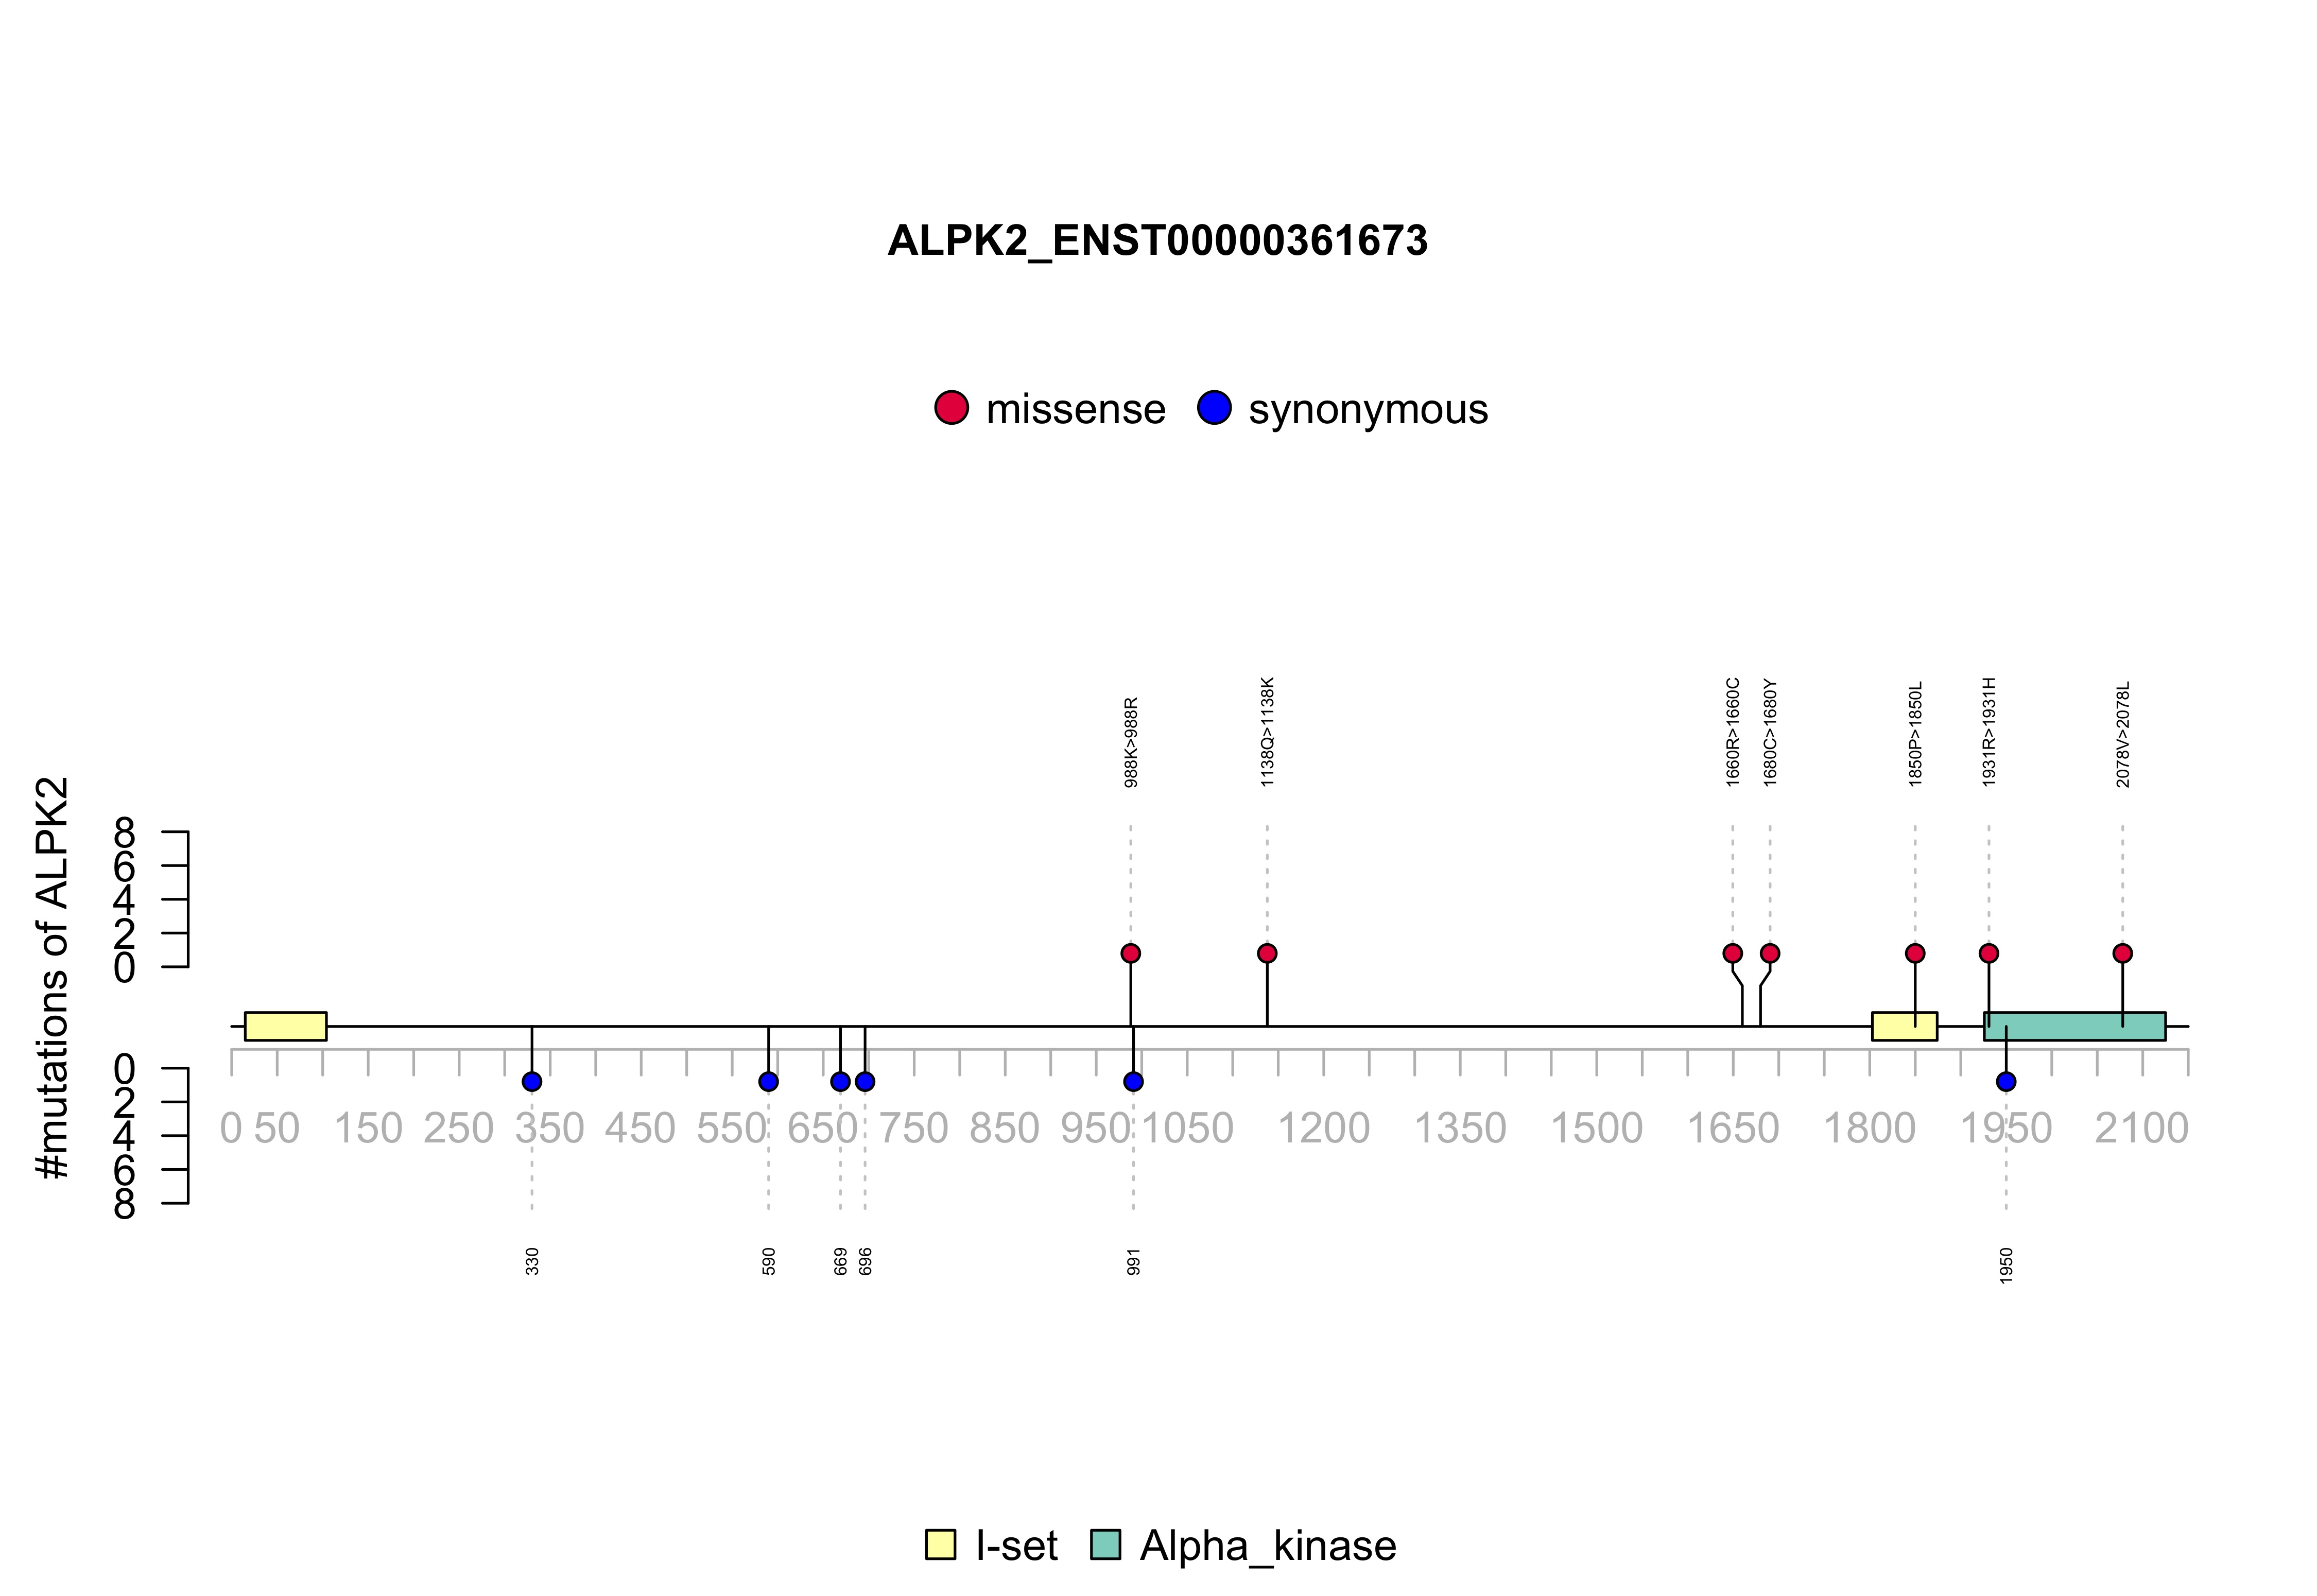 ALPK2_ENST00000361673
missense synonymous
988K>988R
1138Q>1138K
1660R>1660C
1680C>1680Y
1850P>1850L
1931R>1931H
2078V>2078L
#mutations of ALPK2
8
6
4
2
0
0
2
4
6
8
0 50 150 250 350 450 550 650 750 850 950 1050 1200 1350 1500 1650 1800 1950 2100
330
590
669
696
991
1950
I-set Alpha_kinase